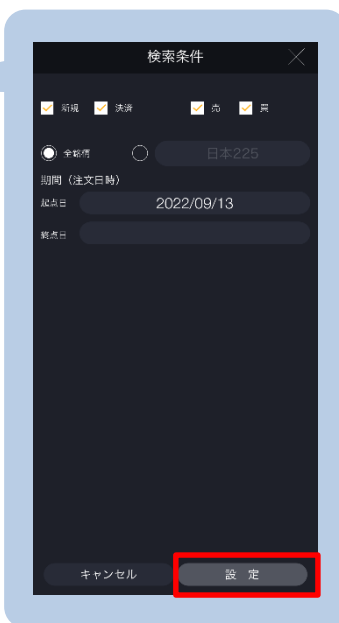 検索条件
新規 決済 売 買
全銘柄 日本225
期間（注文日時）
起点日 2022/09/13
終点日
キャンセル 設 定